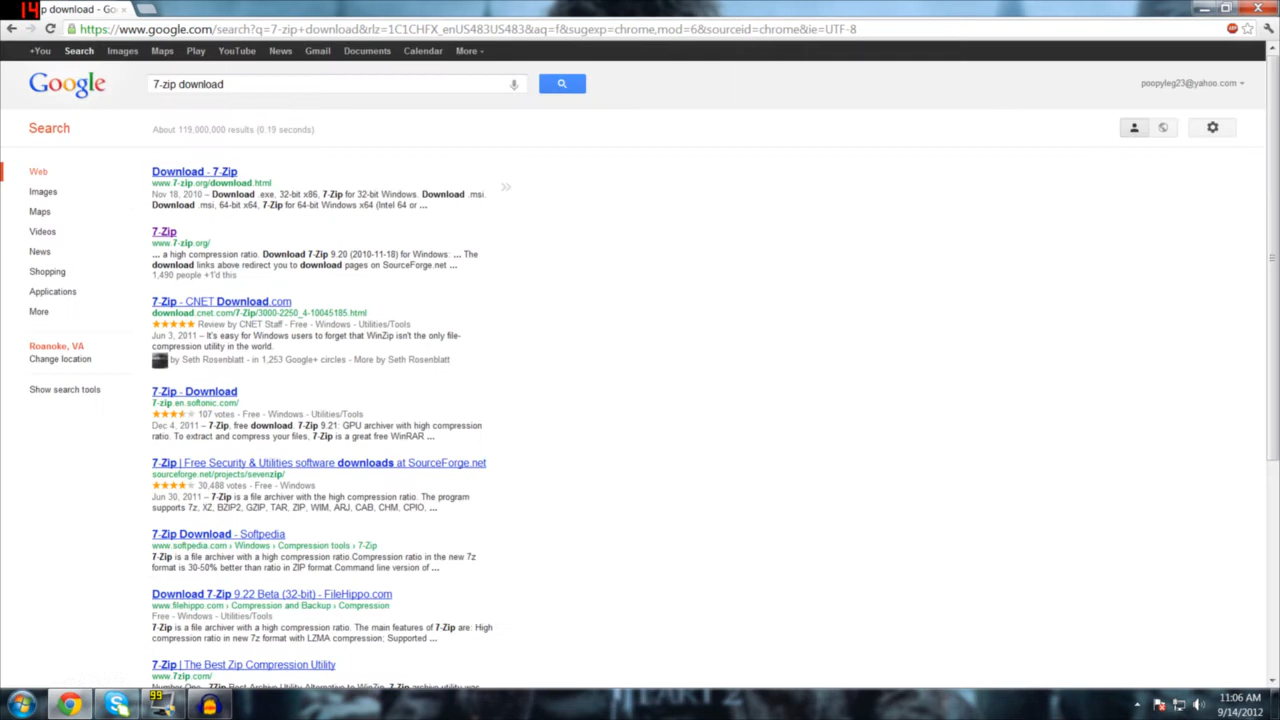 14
p download - Go
https://www.google.com/search?q=7-zip+download&rlz=1C1CHFX_enUS483US483&aq=f&sugexp=chrome,mod=6&sourceid=chrome&ie=UTF-8
+You Search Images Maps Play YouTube News Gmail Documents Calendar More
Google
7-zip download
poopyleg23@yahoo.com
Search
About 119,000,000 results (0.19 seconds)
Web
Images
Maps
Videos
News
Shopping
Applications
More
Roanoke, VA
Change location
Show search tools
Download - 7-Zip
www.7-zip.org/download.html
Nov 18, 2010 – Download .exe, 32-bit x86, 7-Zip for 32-bit Windows. Download .msi.
Download .msi, 64-bit x64, 7-Zip for 64-bit Windows x64 (Intel 64 or ...
7-Zip
www.7-zip.org/
... a high compression ratio. Download 7-Zip 9.20 (2010-11-18) for Windows: ... The
download links above redirect you to download pages on SourceForge.net ...
1,490 people +1'd this
7-Zip - CNET Download.com
download.cnet.com/7-Zip/3000-2250_4-10045185.html
Review by CNET Staff - Free - Windows - Utilities/Tools
Jun 3, 2011 – It's easy for Windows users to forget that WinZip isn't the only file-
compression utility in the world.
by Seth Rosenblatt - in 1,253 Google+ circles - More by Seth Rosenblatt
7-Zip - Download
7-zip.en.softonic.com/
107 votes - Free - Windows - Utilities/Tools
Dec 4, 2011 – 7-Zip, free download. 7-Zip 9.21: GPU archiver with high compression
ratio. To extract and compress your files, 7-Zip is a great free WinRAR ...
7-Zip | Free Security & Utilities software downloads at SourceForge.net
sourceforge.net/projects/sevenzip/
30,488 votes - Free - Windows
Jun 30, 2011 – 7-Zip is a file archiver with the high compression ratio. The program
supports 7z, XZ, BZIP2, GZIP, TAR, ZIP, WIM, ARJ, CAB, CHM, CPIO, ...
7-Zip Download - Softpedia
www.softpedia.com › Windows › Compression tools › 7-Zip
7-Zip is a file archiver with a high compression ratio.Compression ratio in the new 7z
format is 30-50% better than ratio in ZIP format.Command line version of ...
Download 7-Zip 9.22 Beta (32-bit) - FileHippo.com
www.filehippo.com › Compression and Backup › Compression
Free - Windows - Utilities/Tools
7-Zip is a file archiver with a high compression ratio. The main features of 7-Zip are: High
compression ratio in new 7z format with LZMA compression; Supported ...
7-Zip | The Best Zip Compression Utility
www.7zip.com/
Number One - 7Zip Best Archive Utility Alternative to WinZip. 7-Zip archive utility was
99
11:06 AM
9/14/2012